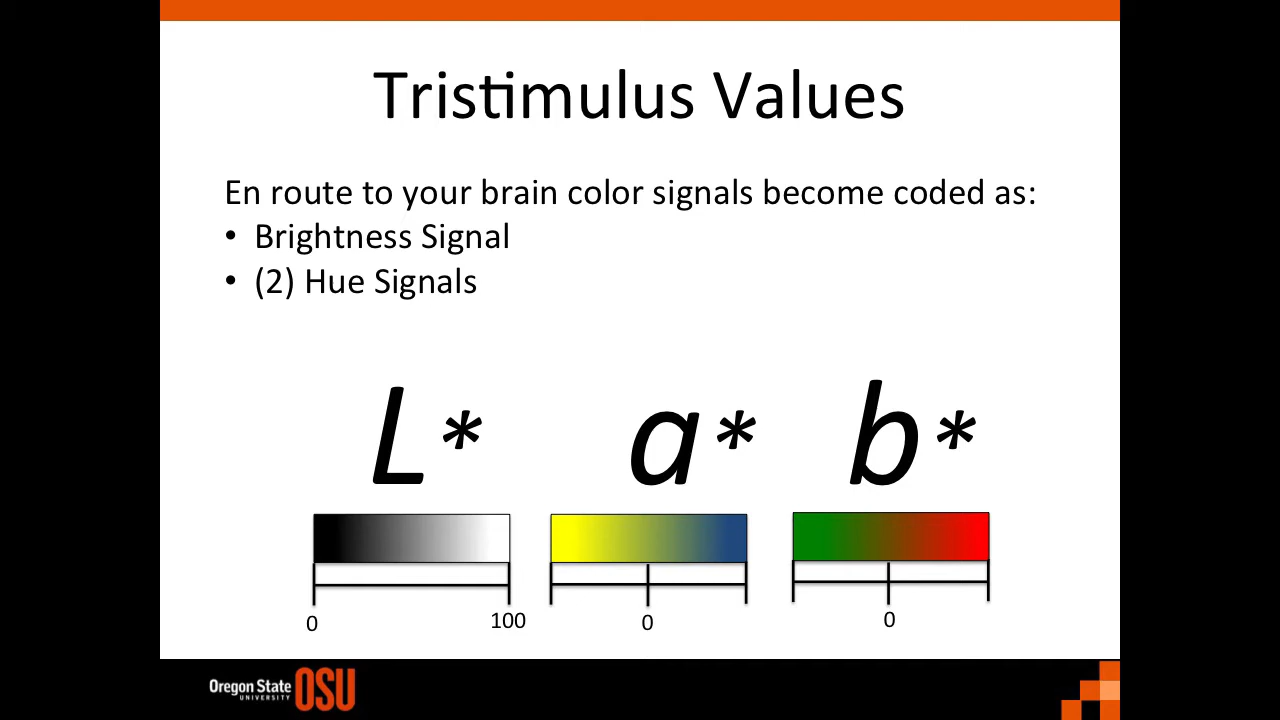 Tristimulus Values
En route to your brain color signals become coded as:
• Brightness Signal
• (2) Hue Signals
L* a* b*
0 100 0 0
Oregon State OSU
UNIVERSITY